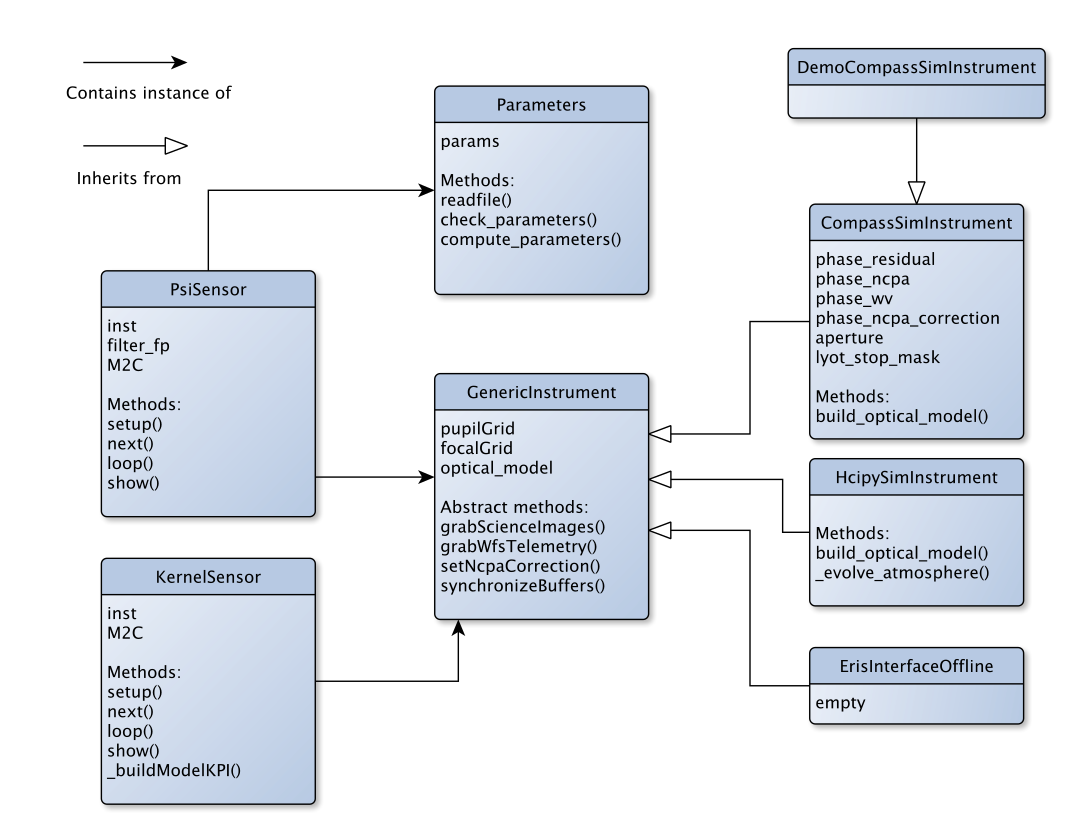 Contains instance of
Inherits from
Parameters
params
Methods:
readfile()
check_parameters()
compute_parameters()
DemoCompassSimInstrument
CompassSimInstrument
phase_residual
phase_ncpa
phase_wv
phase_ncpa_correction
aperture
lyot_stop_mask
Methods:
build_optical_model()
PsiSensor
inst
filter_fp
M2C
Methods:
setup()
next()
loop()
show()
GenericInstrument
pupilGrid
focalGrid
optical_model
Abstract methods:
grabScienceImages()
grabWfsTelemetry()
setNcpaCorrection()
synchronizeBuffers()
HcipySimInstrument
Methods:
build_optical_model()
_evolve_atmosphere()
KernelSensor
inst
M2C
Methods:
setup()
next()
loop()
show()
_buildModelKPI()
ErisInterfaceOffline
empty